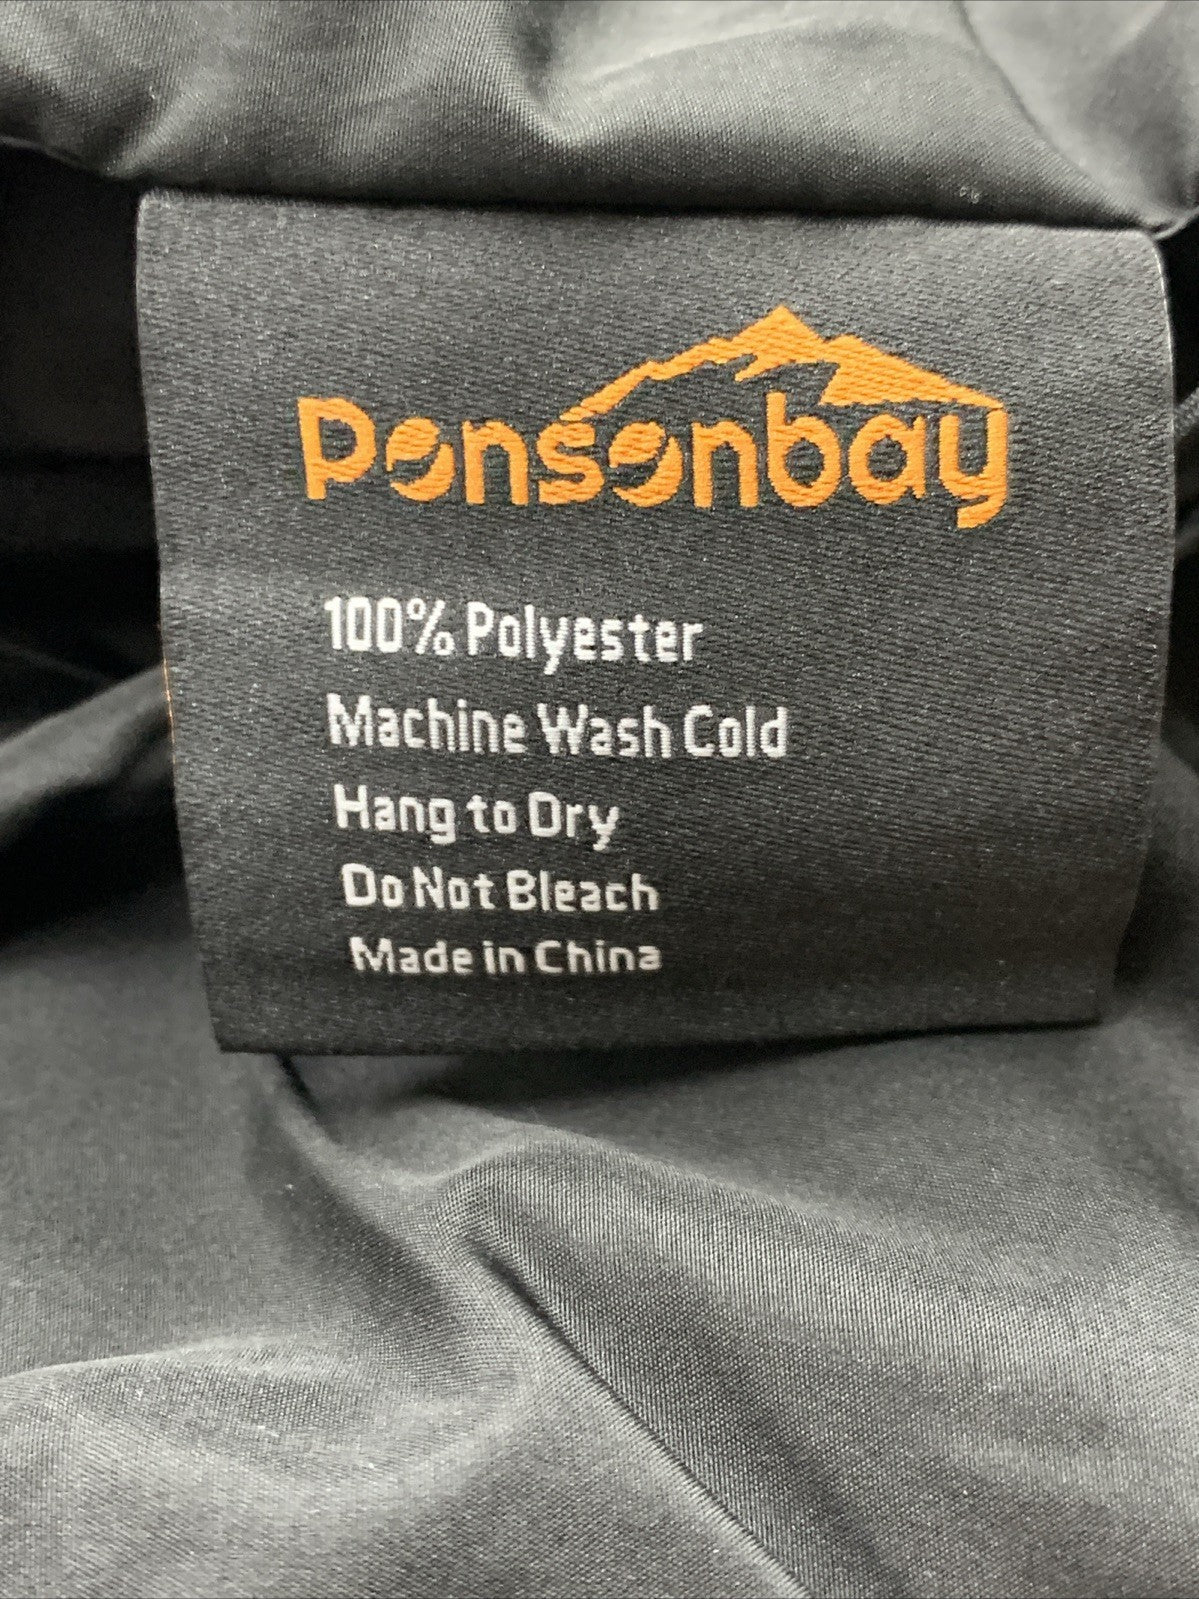 Ponsonbay
100% Polyester
Machine Wash Cold
Hang to Dry
Do Not Bleach
Made in China